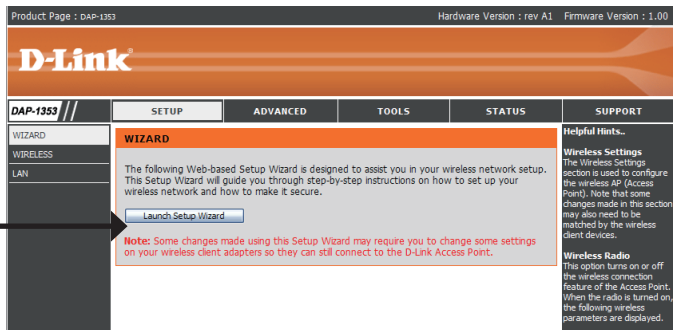 Product Page : DAP-1353
Hardware Version : rev A1
Firmware Version : 1.00
D-Link
DAP-1353
SETUP
ADVANCED
TOOLS
STATUS
SUPPORT
WIZARD
WIRELESS
LAN
WIZARD
The following Web-based Setup Wizard is designed to assist you in your wireless network setup.
This Setup Wizard will guide you through step-by-step instructions on how to set up your
wireless network and how to make it secure.
Launch Setup Wizard
Note: Some changes made using this Setup Wizard may require you to change some settings
on your wireless client adapters so they can still connect to the D-Link Access Point.
Helpful Hints..
Wireless Settings
The Wireless Settings
section is used to configure
the wireless AP (Access
Point). Note that some
changes made in this section
may also need to be
matched by the wireless
client devices.
Wireless Radio
This option turns on or off
the wireless connection
feature of the Access Point.
When the radio is turned on,
the following wireless
parameters are displayed.